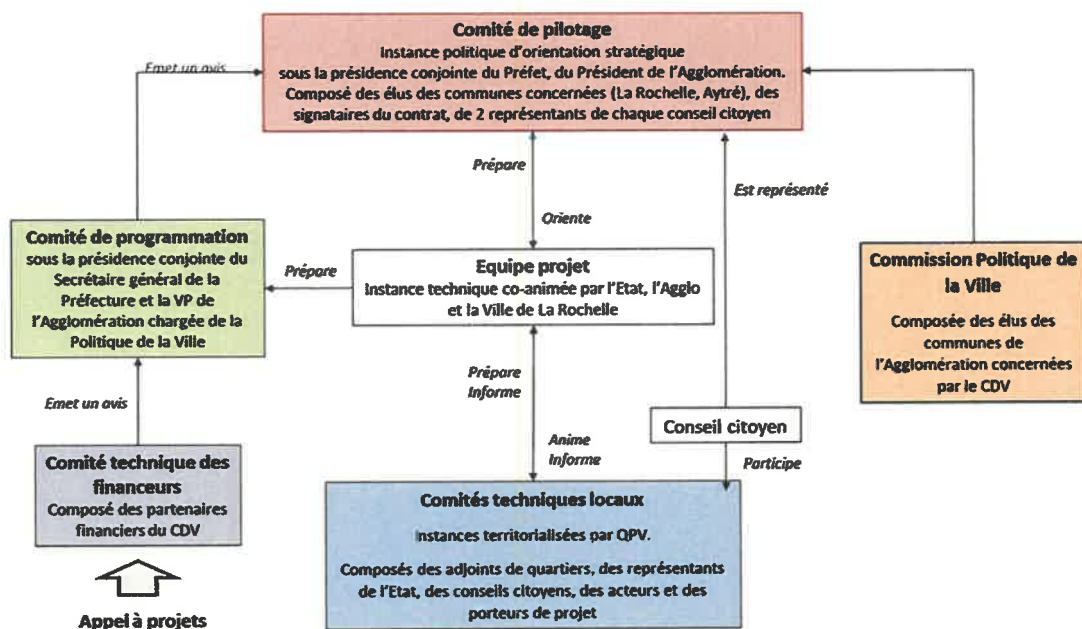 Comité de pilotage
Instance politique d'orientation stratégique
sous la présidence conjointe du Préfet, du Président de l'Agglomération.
Composé des élus des communes concernées (La Rochelle, Aytré), des
signataires du contrat, de 2 représentants de chaque conseil citoyen
Emet un avis
Prépare
Est représenté
Oriente
Comité de programmation
sous la présidence conjointe du
Secrétaire général de la
Préfecture et la VP de
l'Agglomération chargée de la
Politique de la Ville
Prépare
Equipe projet
Instance technique co-animée par l'Etat, l'Agglo
et la Ville de La Rochelle
Commission Politique de
la Ville
Composée des élus des
communes de
l'Agglomération concernées
par le CDV
Prépare
Informe
Emet un avis
Conseil citoyen
Anime
Informe
Participe
Comité technique des
financeurs
Composé des partenaires
financiers du CDV
Comités techniques locaux
Instances territorialisées par QPV.
Composés des adjoints de quartiers, des représentants
de l'Etat, des conseils citoyens, des acteurs et des
porteurs de projet
Appel à projets